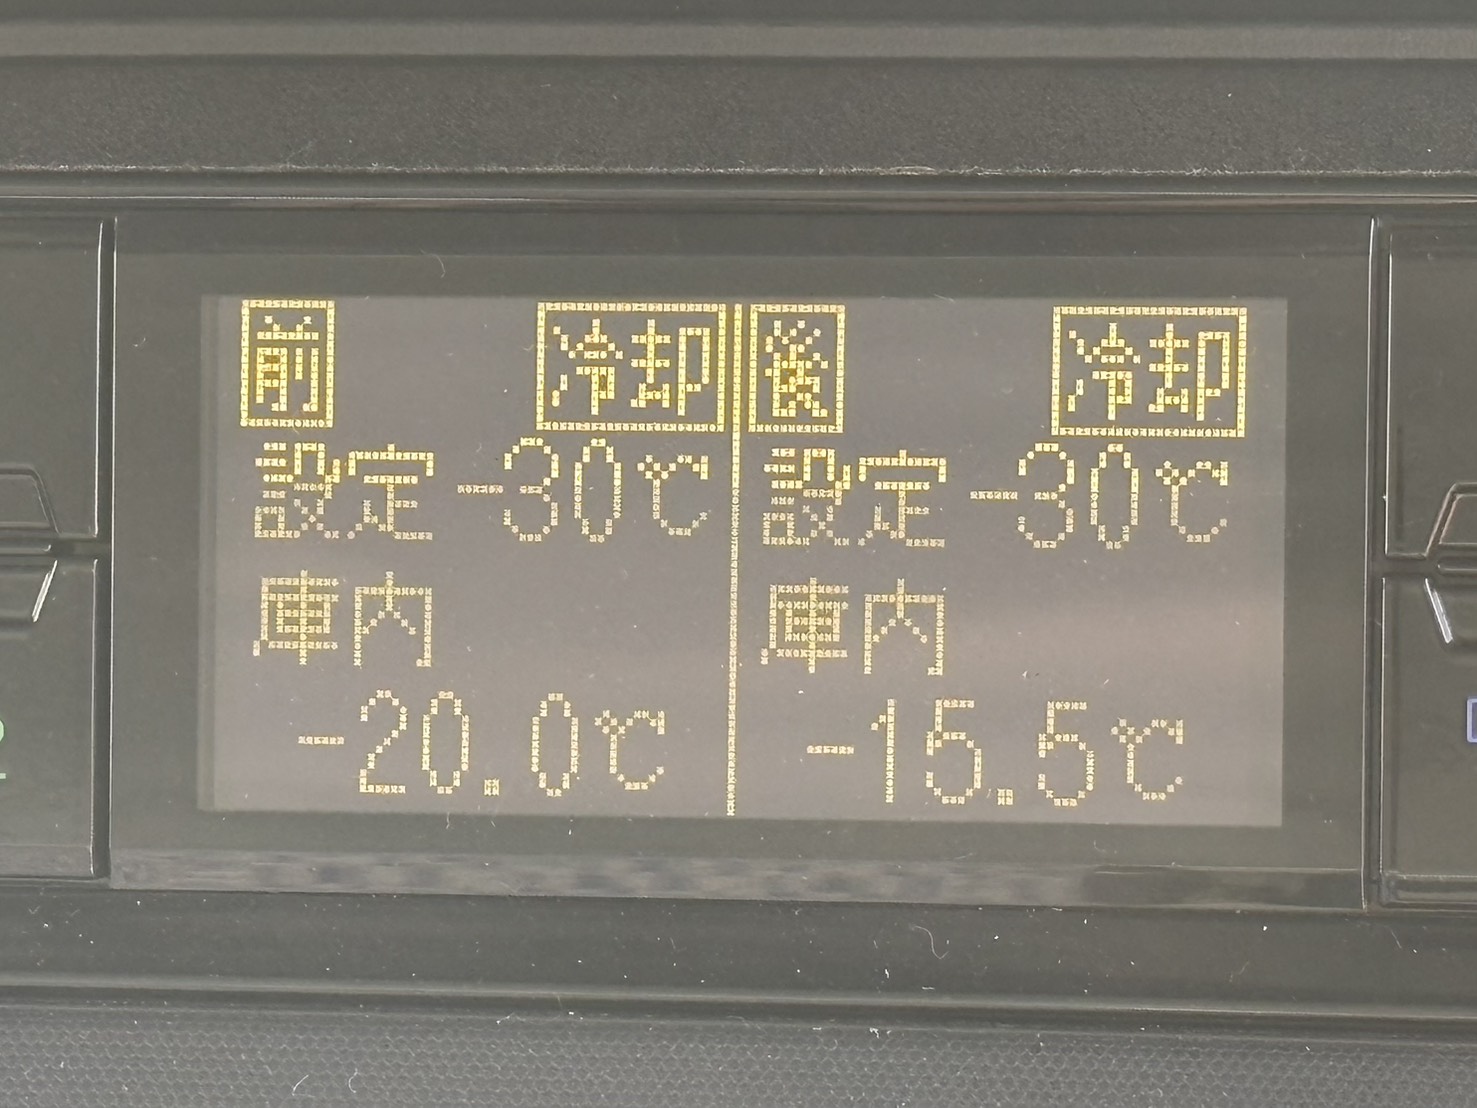 前 冷却
設定 -30℃
車内
-20.0℃
後 冷却
設定 -30℃
車内
-15.5℃